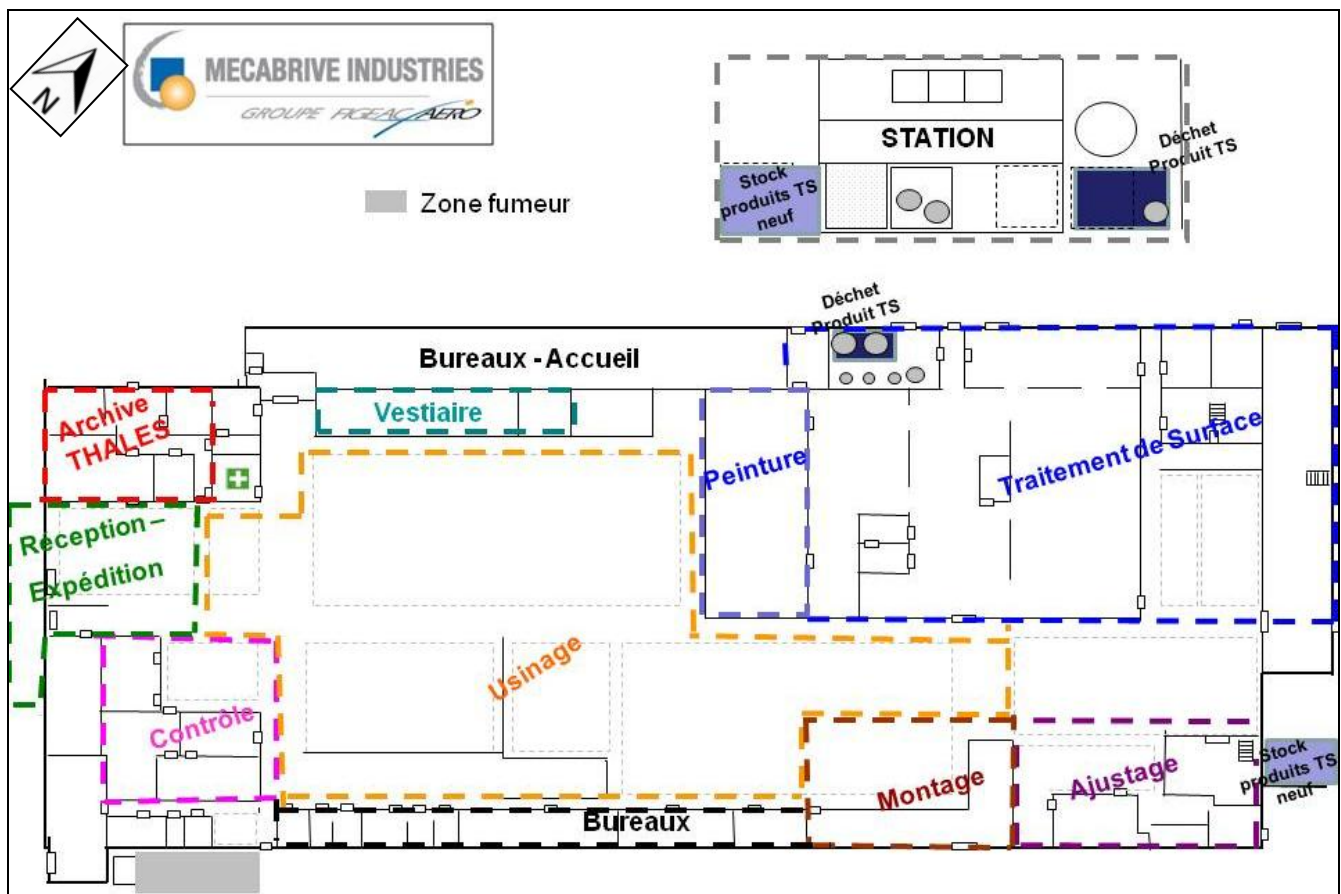 N
MECABRIVE INDUSTRIES
GROUPE FIGEAC AERO
Zone fumeur
STATION
Déchet
Produit TS
Stock
produits TS
neuf
Déchet
Produit TS
Bureaux - Accueil
Vestiaire
Archive
THALES
Peinture
Traitement de Surface
Réception –
Expédition
Usinage
Contrôle
Montage
Ajustage
Stock
produits TS
neuf
Bureaux